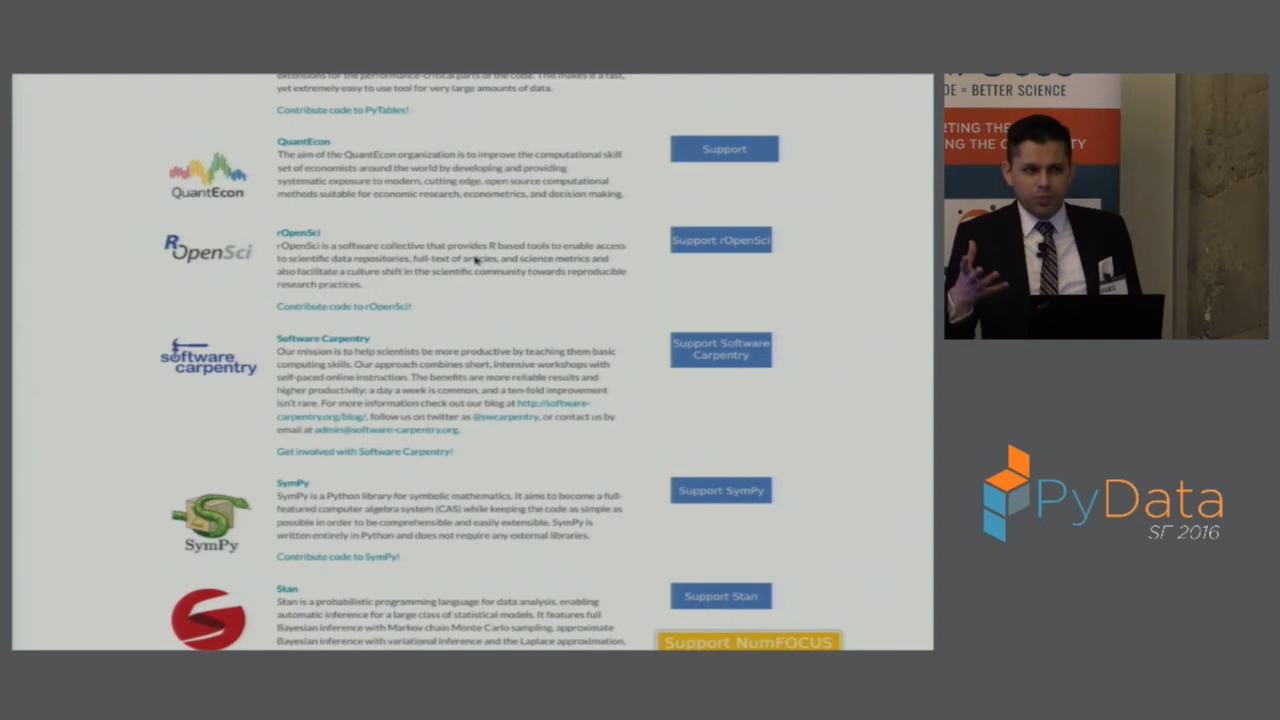 extensions for the performance-critical parts of the code. This makes it a fast,
yet extremely easy to use tool for very large amounts of data.
Contribute code to PyTables!
QuantEcon
QuantEcon
The aim of the QuantEcon organization is to improve the computational skill
set of economists around the world by developing and providing
systematic exposure to modern, cutting edge, open source computational
methods suitable for economic research, econometrics, and decision making.
Support
ROpenSci
rOpenSci
rOpenSci is a software collective that provides R based tools to enable access
to scientific data repositories, full-text of articles, and science metrics and
also facilitate a culture shift in the scientific community towards reproducible
research practices.
Contribute code to rOpenSci!
Support rOpenSci
software
carpentry
Software Carpentry
Our mission is to help scientists be more productive by teaching them basic
computing skills. Our approach combines short, intensive workshops with
self-paced online instruction. The benefits are more reliable results and
higher productivity: a day a week is common, and a ten-fold improvement
isn't rare. For more information check out our blog at http://software-
carpentry.org/blog/, follow us on twitter as @swcarpentry, or contact us by
email at admin@software-carpentry.org.
Get involved with Software Carpentry!
Support Software
Carpentry
SymPy
SymPy
SymPy is a Python library for symbolic mathematics. It aims to become a full-
featured computer algebra system (CAS) while keeping the code as simple as
possible in order to be comprehensible and easily extensible. SymPy is
written entirely in Python and does not require any external libraries.
Contribute code to SymPy!
Support SymPy
Stan
Stan is a probabilistic programming language for data analysis, enabling
automatic inference for a large class of statistical models. It features full
Bayesian inference with Markov chain Monte Carlo sampling, approximate
Bayesian inference with variational inference and the Laplace approximation,
Support Stan
Support NumFOCUS
DE = BETTER SCIENCE
RTING THE
NG THE CO
TY
PyData
SF 2016